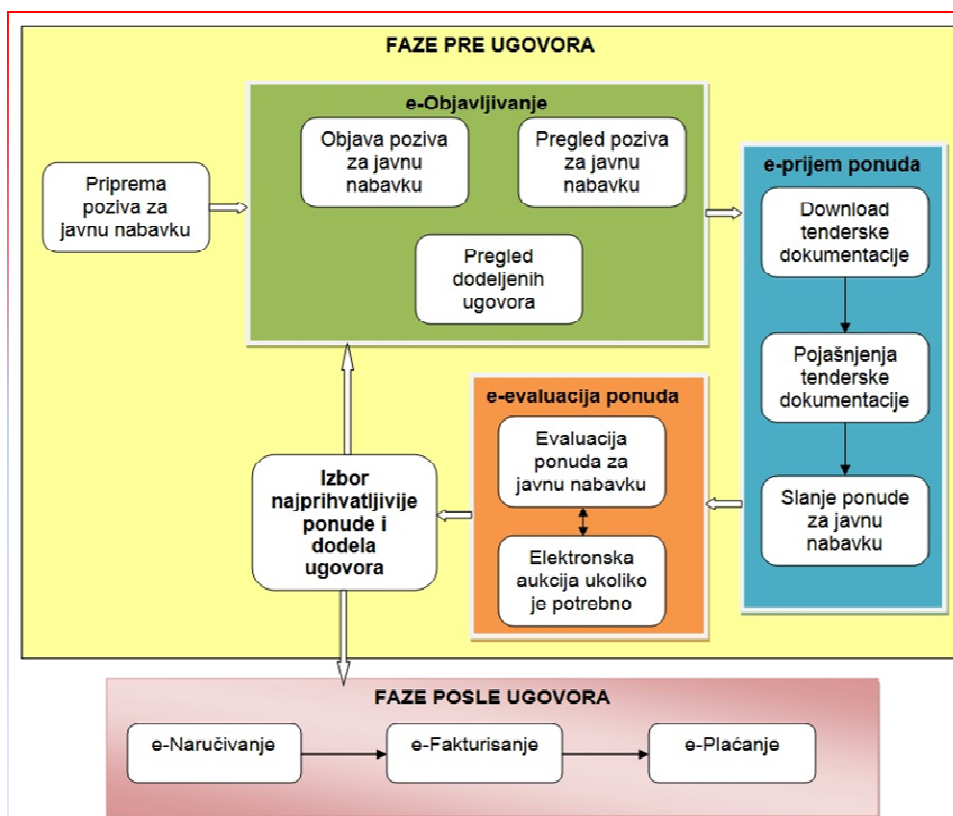 FAZE PRE UGOVORA
e-Objavljivanje
Objava poziva
za javnu
nabavku
Pregled poziva
za javnu
nabavku
Priprema
poziva za
javnu nabavku
Pregled
dodeljenih
ugovora
e-prijem ponuda
Download
tenderske
dokumentacije
Pojašnjenja
tenderske
dokumentacije
Slanje ponude
za javnu
nabavku
e-evaluacija ponuda
Evaluacija
ponuda za
javnu nabavku
Elektronska
aukcija ukoliko
je potrebno
Izbor
najprihvatljivije
ponude i
dodela
ugovora
FAZE POSLE UGOVORA
e-Naručivanje
e-Fakturisanje
e-Plaćanje